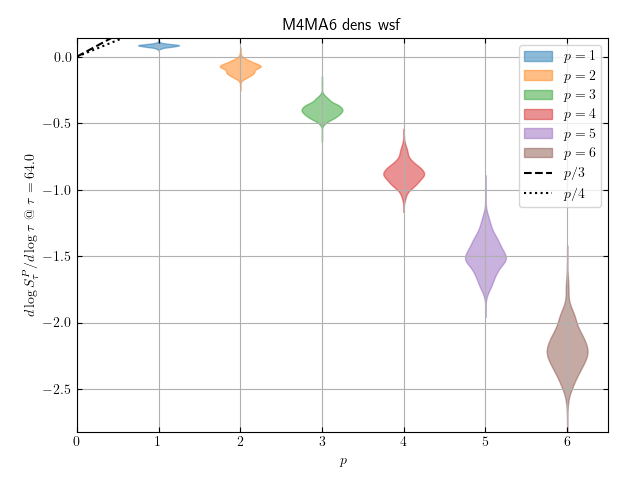 M4MA6 dens wsf
d log S_τ^P / d log τ @ τ = 64.0
0.0
−0.5
−1.0
−1.5
−2.0
−2.5
0 1 2 3 4 5 6
p
p = 1
p = 2
p = 3
p = 4
p = 5
p = 6
p/3
p/4